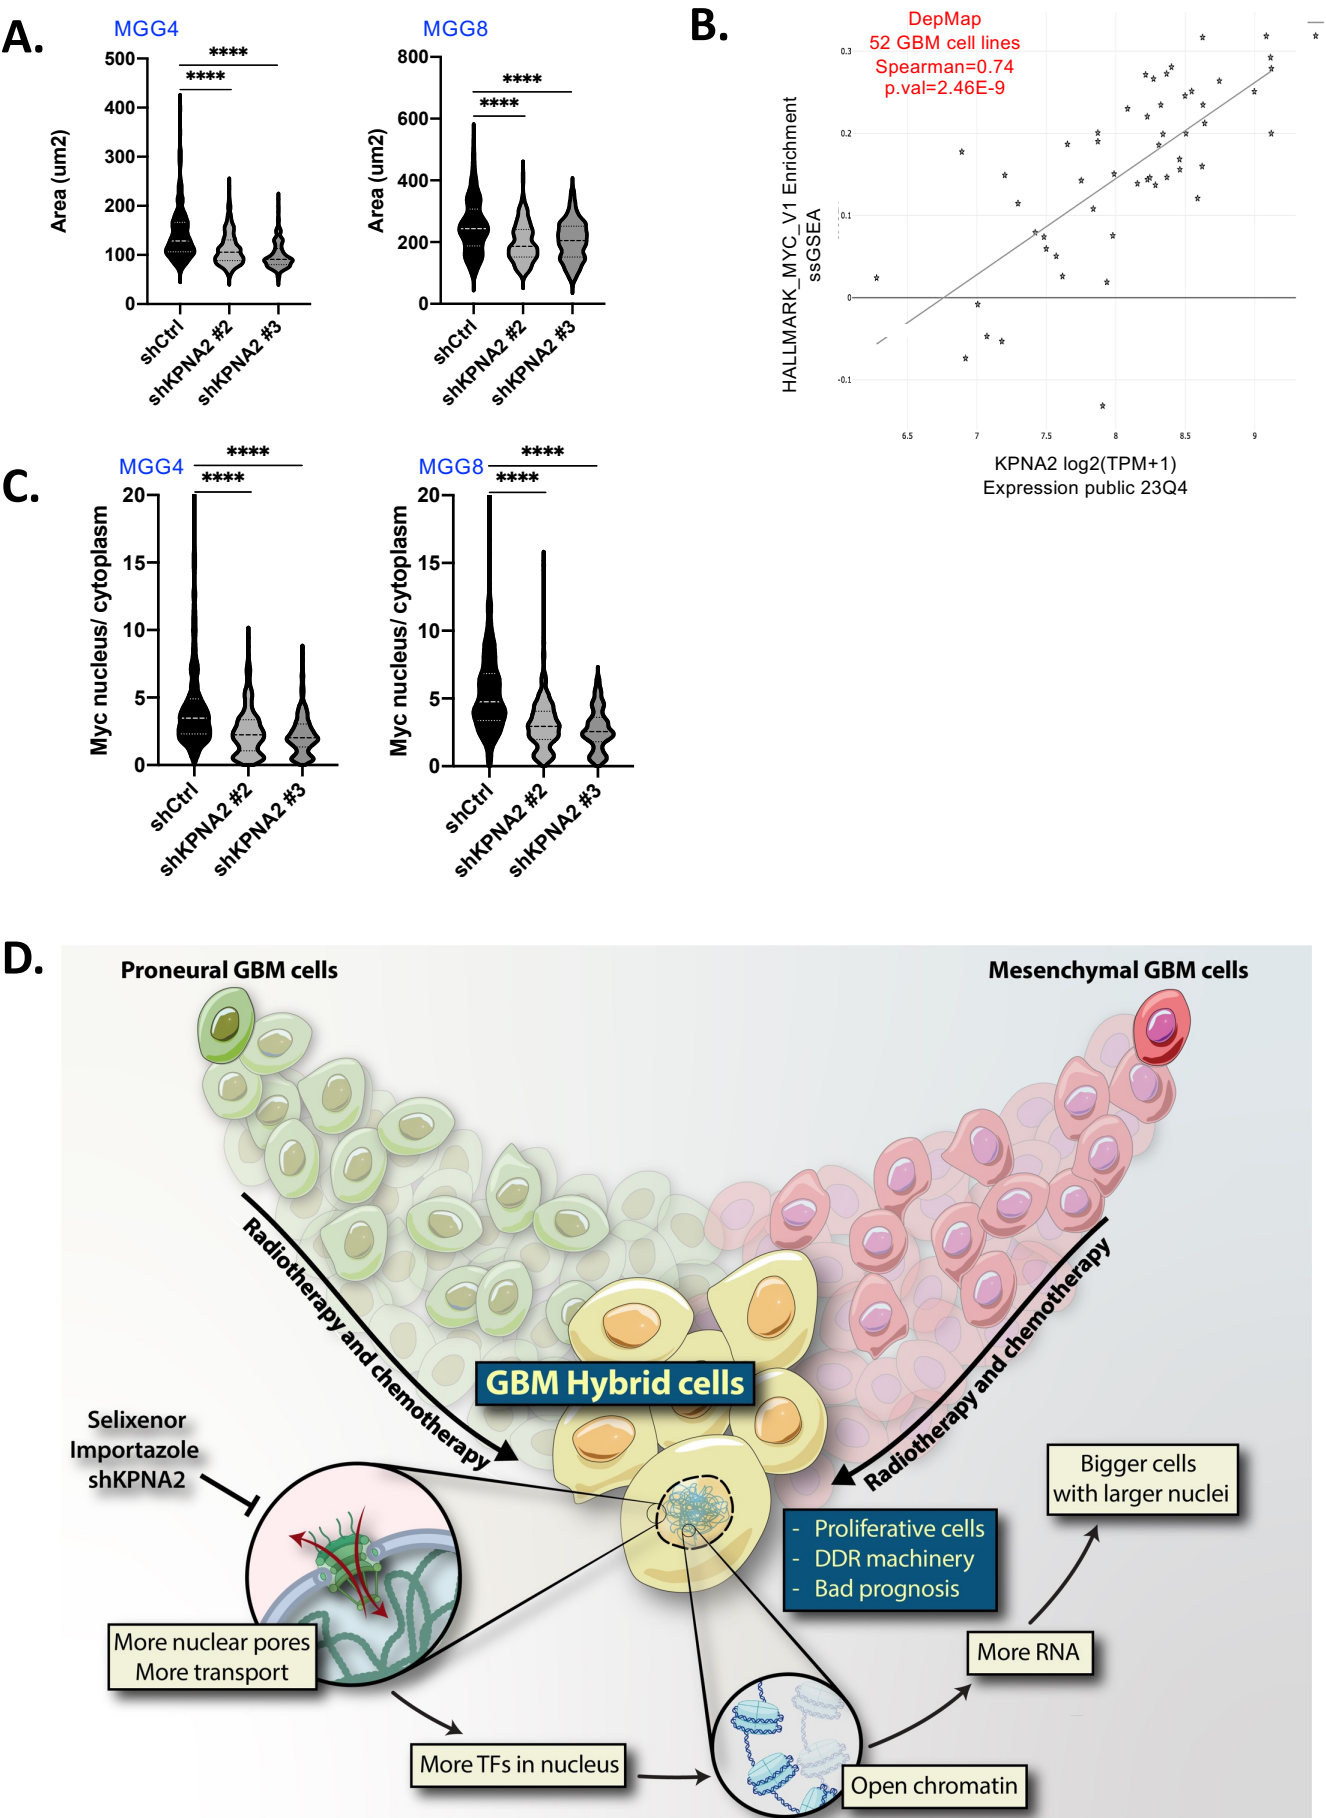 A.
MGG4
****
****
500
400
300
200
100
0
Area (um2)
shCtrl
shKPNA2 #2
shKPNA2 #3
MGG8
****
****
800
600
400
200
0
Area (um2)
shCtrl
shKPNA2 #2
shKPNA2 #3
B.
DepMap
52 GBM cell lines
Spearman=0.74
p.val=2.46E-9
HALLMARK_MYC_V1 Enrichment
ssGSEA
0.3
0.2
0.1
0
-0.1
6.5
7
7.5
8
8.5
9
KPNA2 log2(TPM+1)
Expression public 23Q4
C.
MGG4
****
****
20
15
10
5
0
Myc nucleus/ cytoplasm
shCtrl
shKPNA2 #2
shKPNA2 #3
MGG8
****
****
20
15
10
5
0
Myc nucleus/ cytoplasm
shCtrl
shKPNA2 #2
shKPNA2 #3
D.
Proneural GBM cells
Mesenchymal GBM cells
Radiotherapy and chemotherapy
Radiotherapy and chemotherapy
GBM Hybrid cells
Selixenor
Importazole
shKPNA2
Bigger cells
with larger nuclei
- Proliferative cells
- DDR machinery
- Bad prognosis
More nuclear pores
More transport
More RNA
More TFs in nucleus
Open chromatin